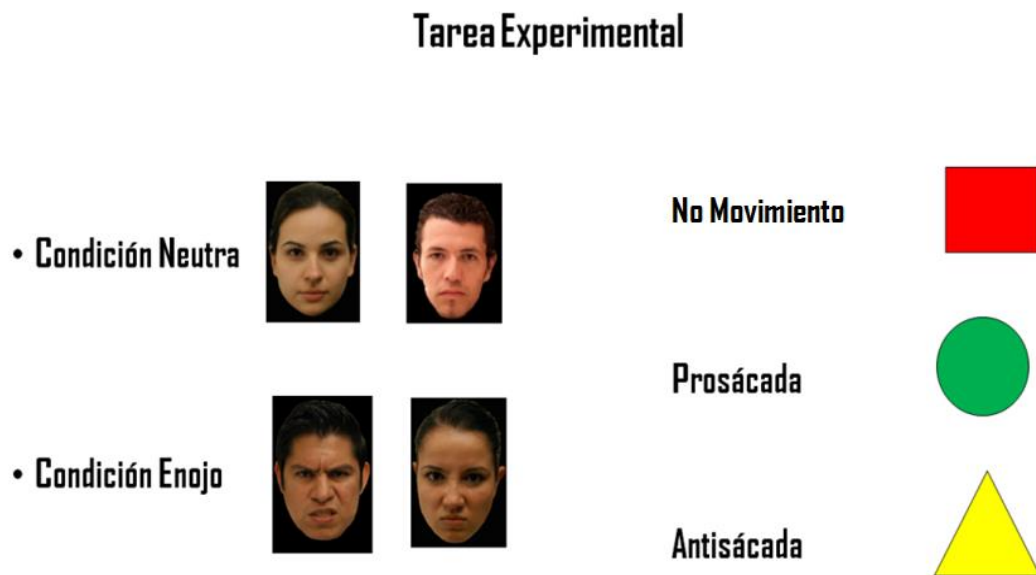 Tarea Experimental
• Condición Neutra
• Condición Enojo
No Movimiento
Prosácada
Antisácada